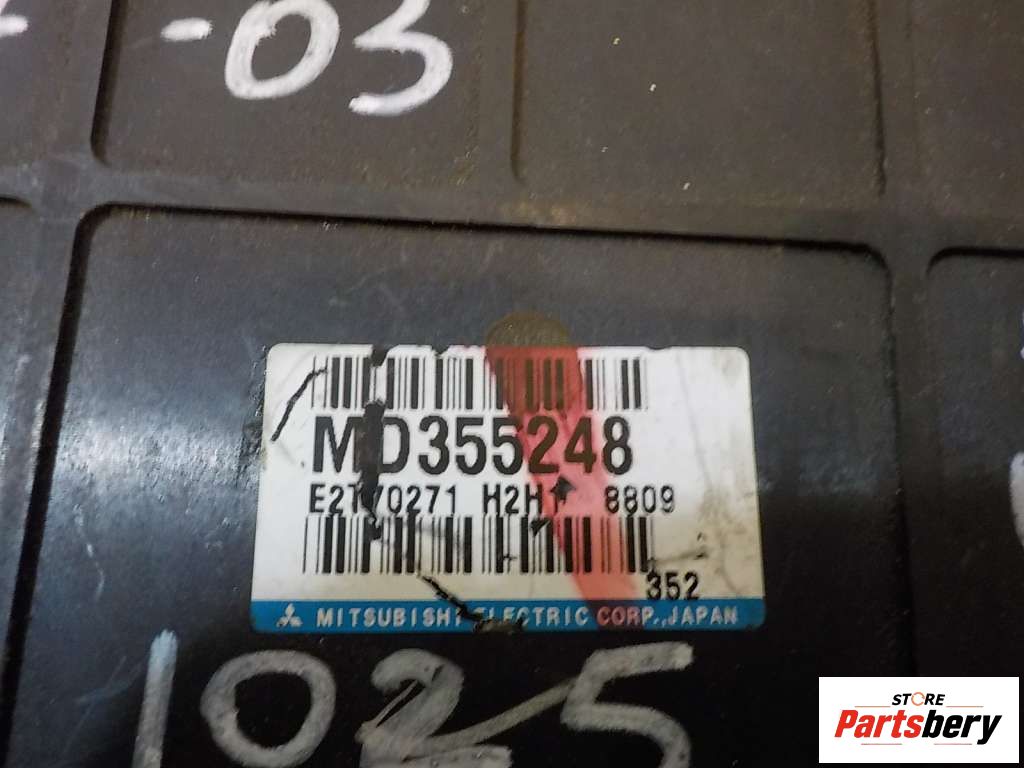 -03
MD355248
E2T70271 H2H1 8809
352
MITSUBISHI ELECTRIC CORP., JAPAN
1025
STORE
Partsbery